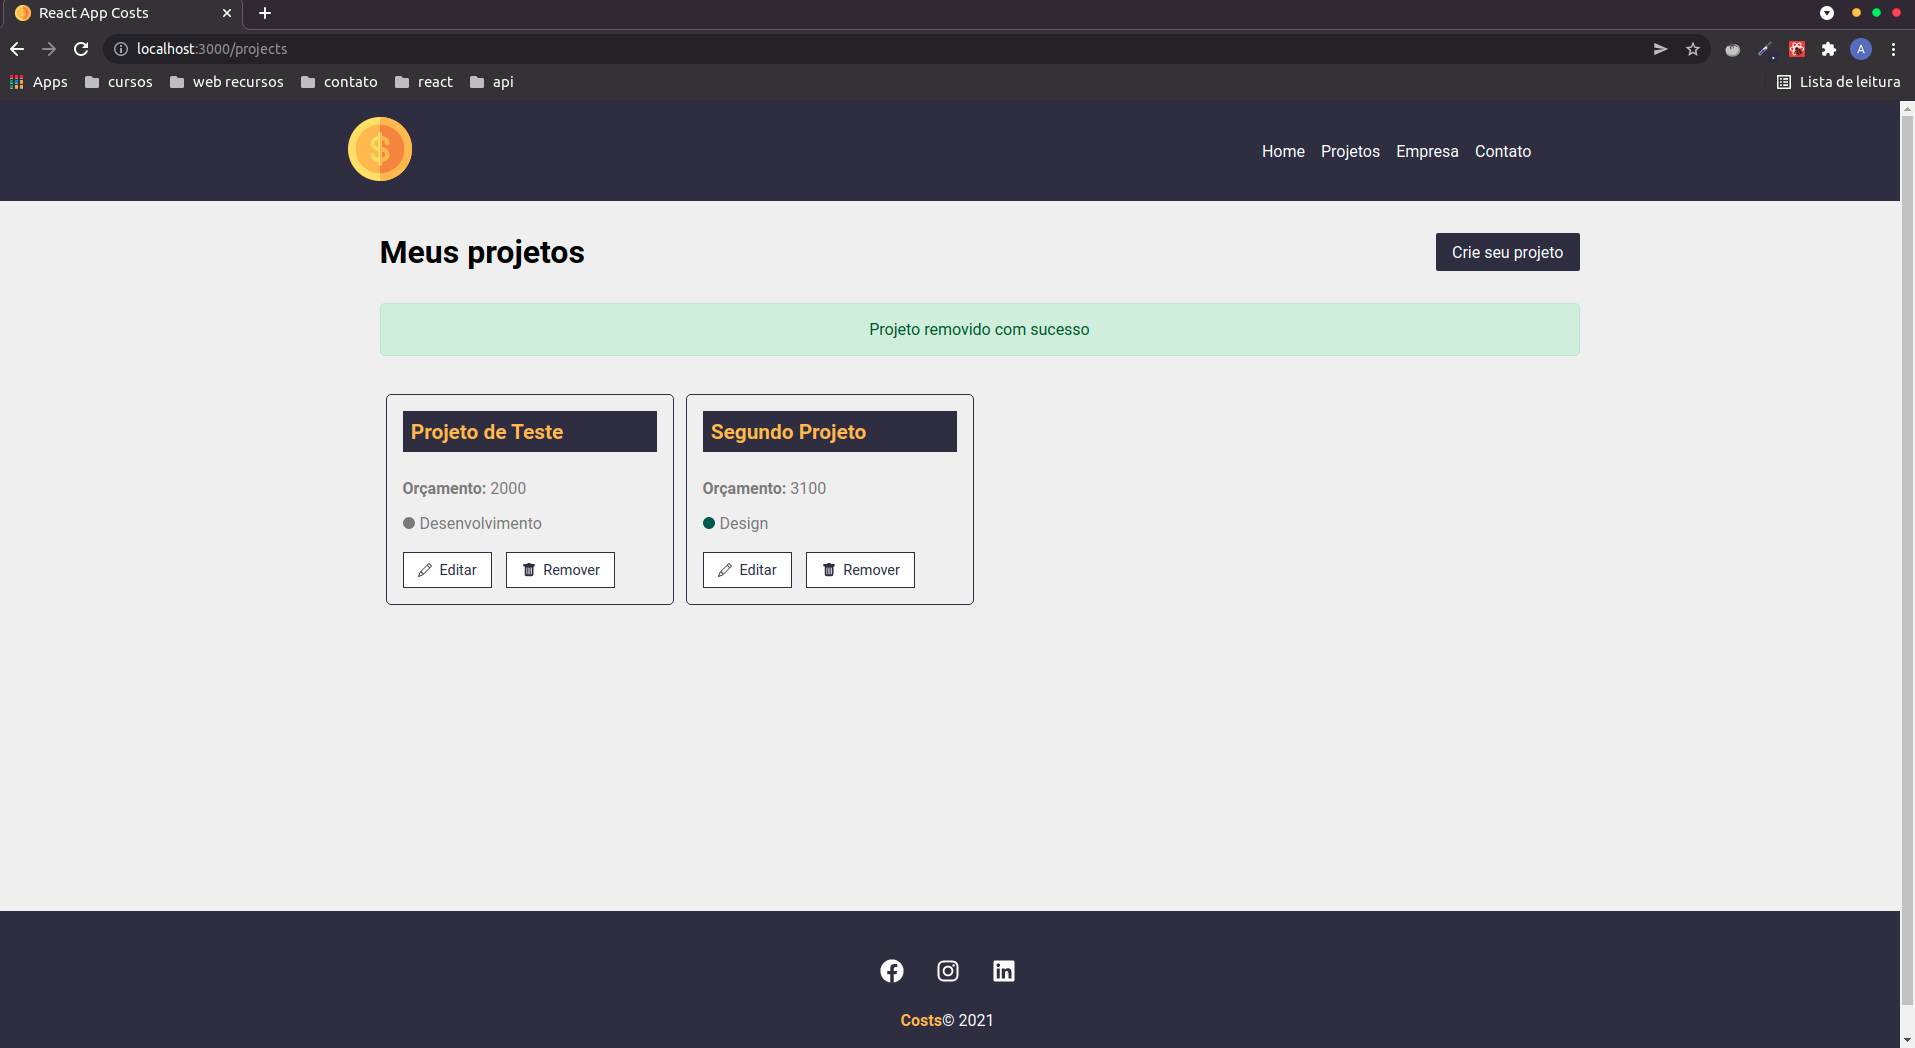 React App Costs
localhost:3000/projects
Apps cursos web recursos contato react api Lista de leitura
A
$
Home Projetos Empresa Contato
Meus projetos
Crie seu projeto
Projeto removido com sucesso
Projeto de Teste
Orçamento: 2000
Desenvolvimento
Editar Remover
Segundo Projeto
Orçamento: 3100
Design
Editar Remover
Costs© 2021